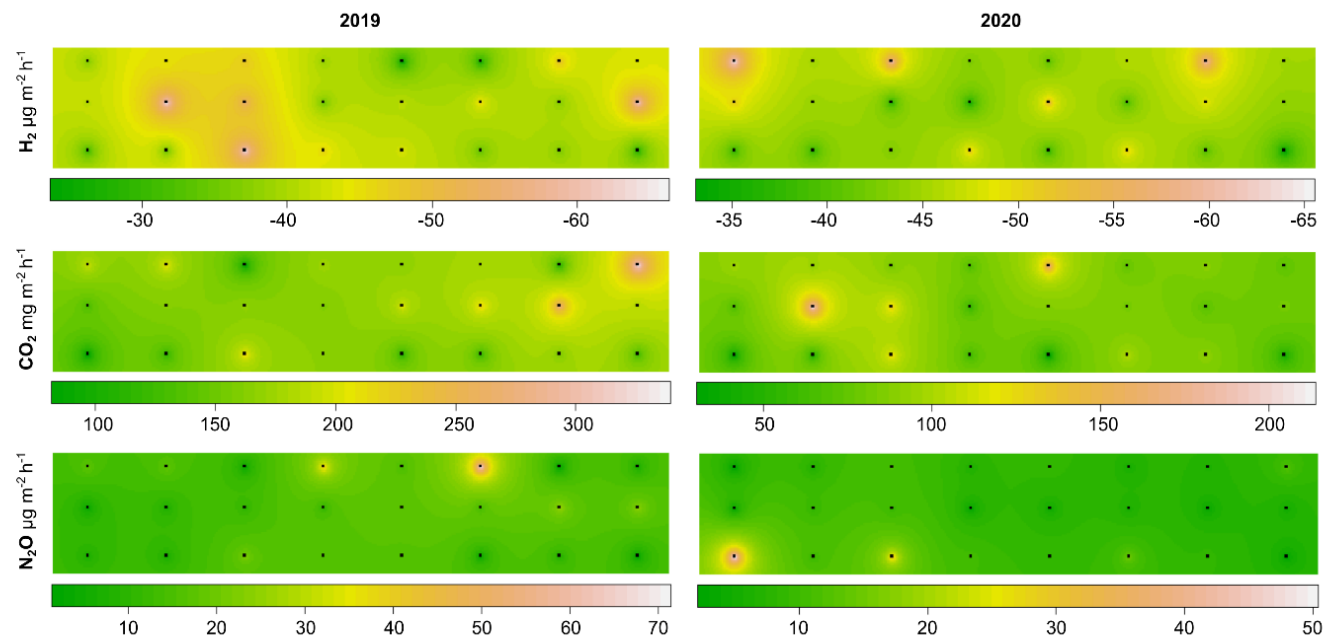 2019
2020
H₂ µg m⁻² h⁻¹
-30 -40 -50 -60
-35 -40 -45 -50 -55 -60 -65
CO₂ mg m⁻² h⁻¹
100 150 200 250 300
50 100 150 200
N₂O µg m⁻² h⁻¹
10 20 30 40 50 60 70
10 20 30 40 50